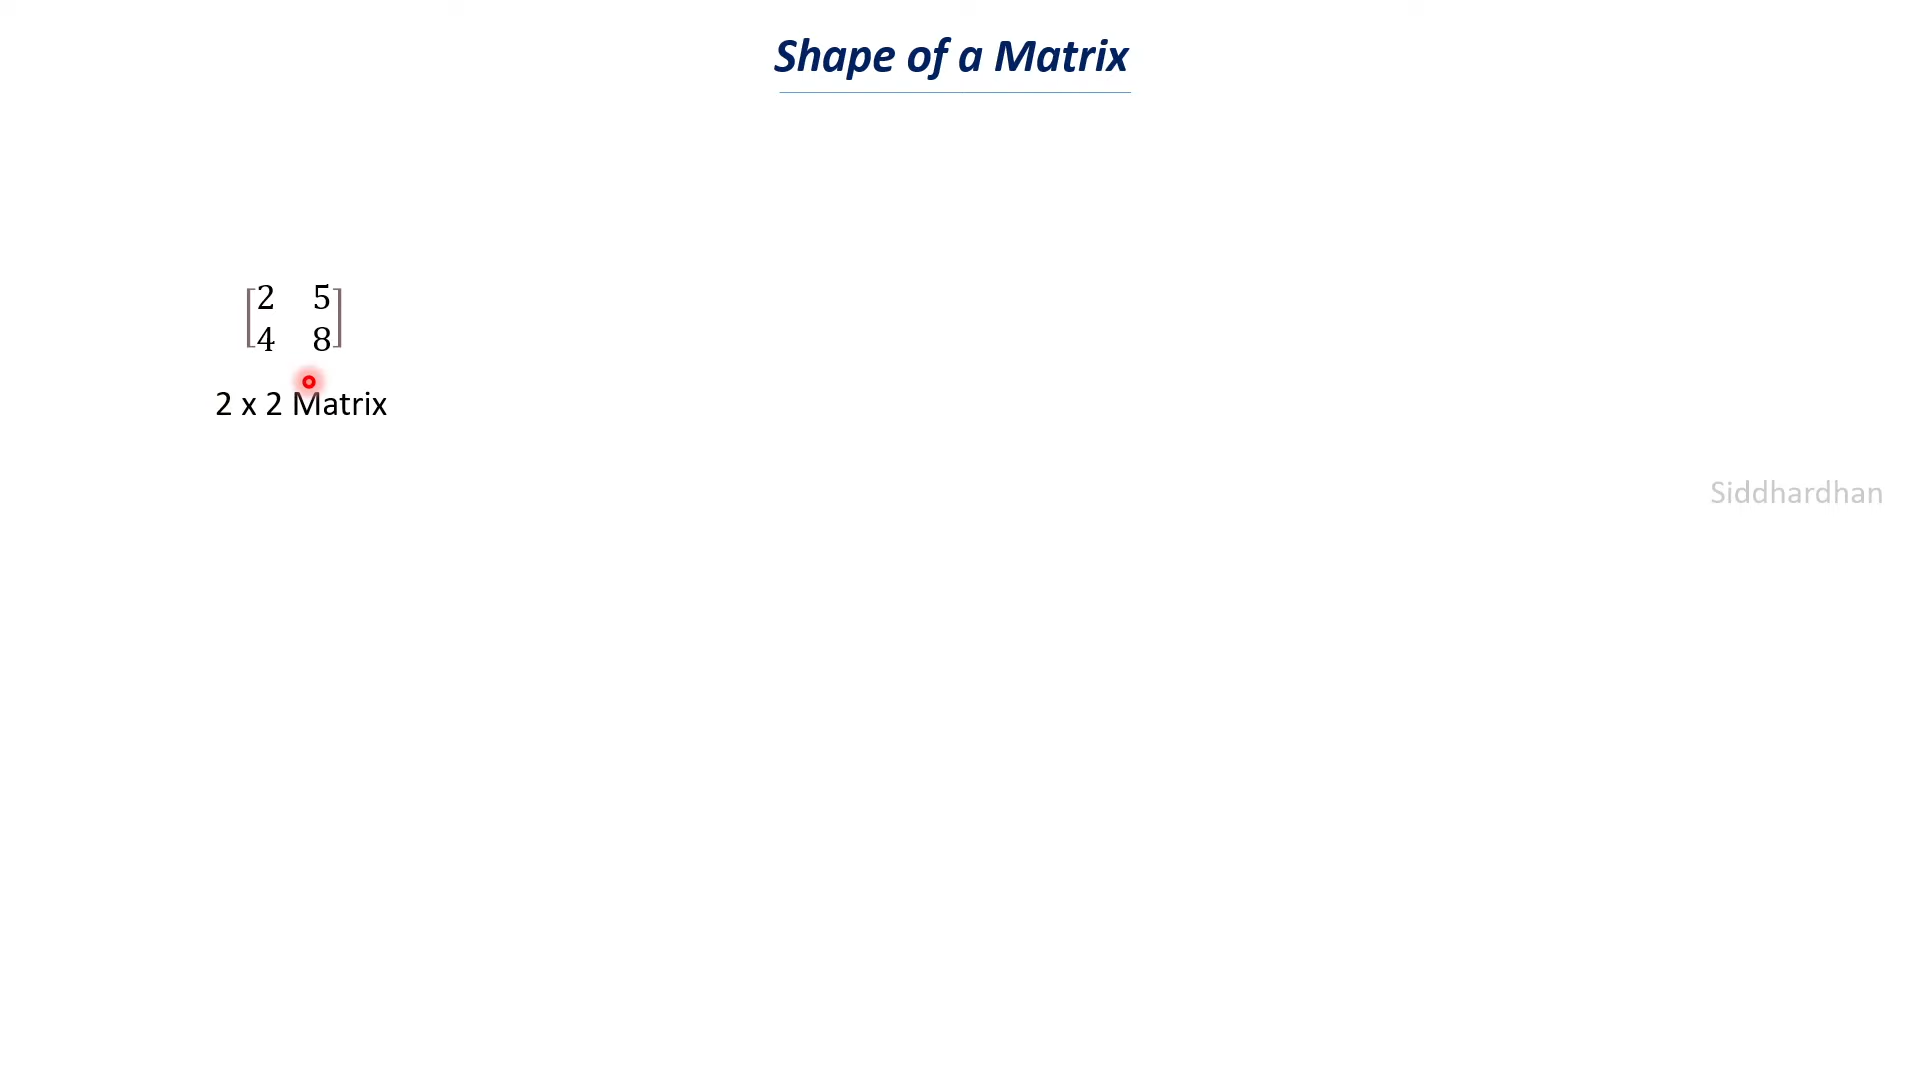 Shape of a Matrix
2 5
4 8
2 x 2 Matrix
Siddhardhan